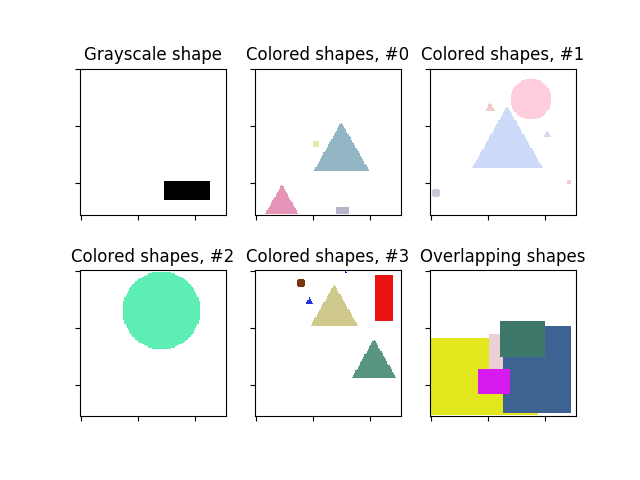 Grayscale shape
Colored shapes, #0
Colored shapes, #1
Colored shapes, #2
Colored shapes, #3
Overlapping shapes